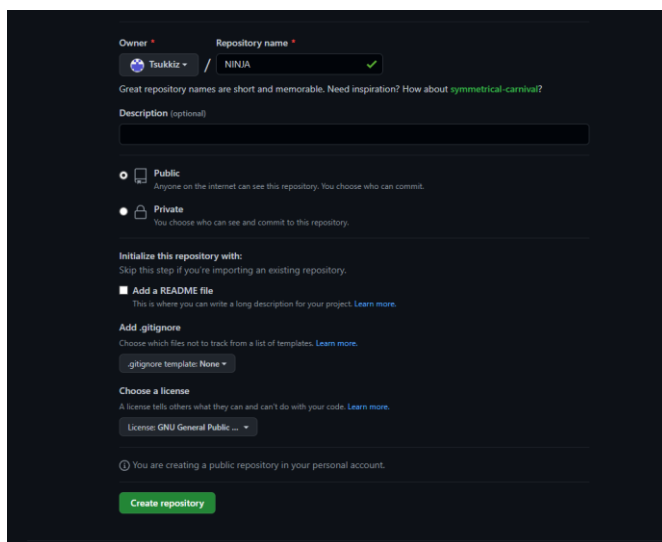 Owner * Repository name *
Tsukkiz / NINJA
Great repository names are short and memorable. Need inspiration? How about symmetrical-carnival?
Description (optional)
Public
Anyone on the internet can see this repository. You choose who can commit.
Private
You choose who can see and commit to this repository.
Initialize this repository with:
Skip this step if you're importing an existing repository.
Add a README file
This is where you can write a long description for your project. Learn more.
Add .gitignore
Choose which files not to track from a list of templates. Learn more.
.gitignore template: None
Choose a license
A license tells others what they can and can't do with your code. Learn more.
License: GNU General Public ...
You are creating a public repository in your personal account.
Create repository